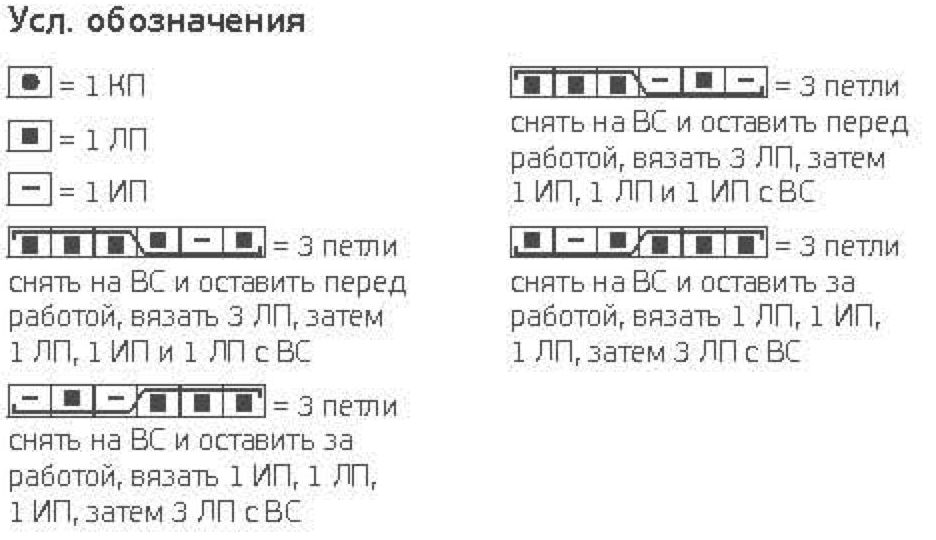 Усл. обозначения
= 1 КП
= 1 ЛП
= 1 ИП
= 3 петли
снять на ВС и оставить перед
работой, вязать 3 ЛП, затем
1 ЛП, 1 ИП и 1 ЛП с ВС
= 3 петли
снять на ВС и оставить за
работой, вязать 1 ИП, 1 ЛП,
1 ИП, затем 3 ЛП с ВС
= 3 петли
снять на ВС и оставить перед
работой, вязать 3 ЛП, затем
1 ИП, 1 ЛП и 1 ИП с ВС
= 3 петли
снять на ВС и оставить за
работой, вязать 1 ЛП, 1 ИП,
1 ЛП, затем 3 ЛП с ВС